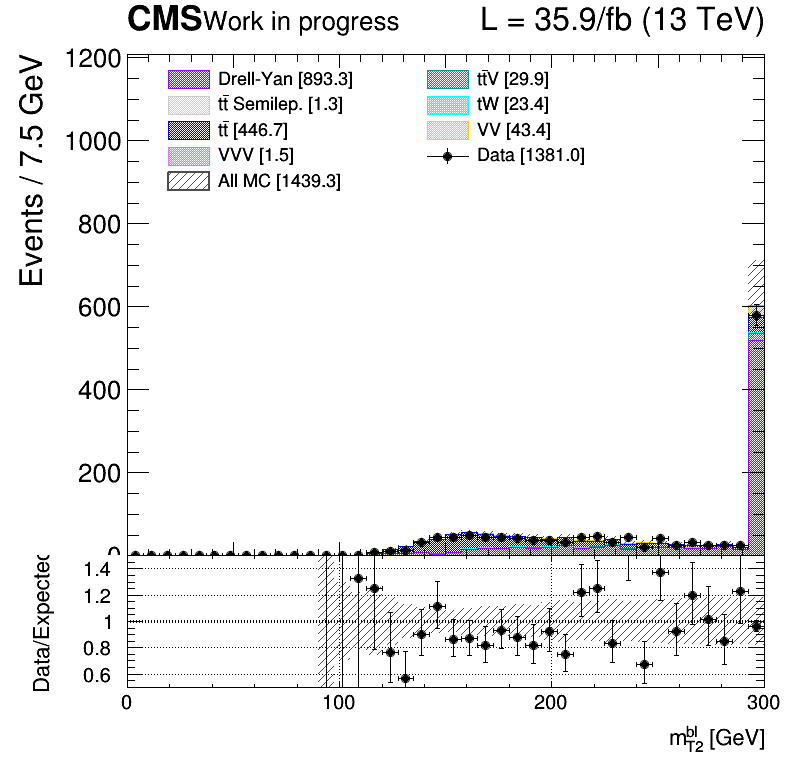 CMS Work in progress L = 35.9/fb (13 TeV)
Events / 7.5 GeV
1200
1000
800
600
400
200
0
Drell-Yan [893.3]
tt̄ Semilep. [1.3]
tt̄ [446.7]
VVV [1.5]
All MC [1439.3]
tt̄V [29.9]
tW [23.4]
VV [43.4]
Data [1381.0]
Data/Expected
1.4
1.2
1
0.8
0.6
0 100 200 300
m_{T2}^{bl} [GeV]